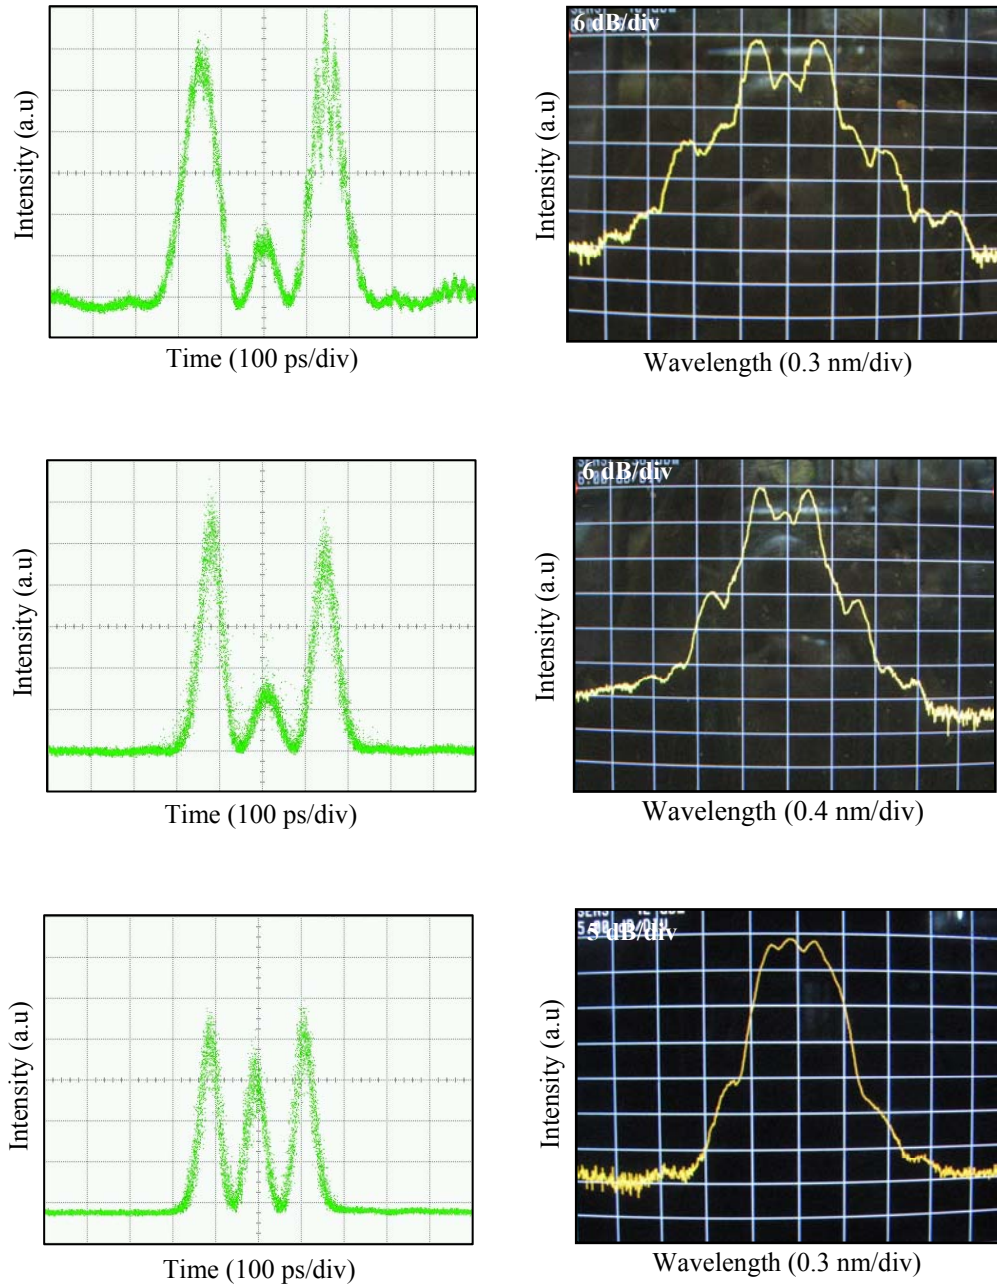 Intensity (a.u)
Time (100 ps/div)
6 dB/div
Intensity (a.u)
Wavelength (0.3 nm/div)
Intensity (a.u)
Time (100 ps/div)
6 dB/div
Intensity (a.u)
Wavelength (0.4 nm/div)
Intensity (a.u)
Time (100 ps/div)
5 dB/div
Intensity (a.u)
Wavelength (0.3 nm/div)